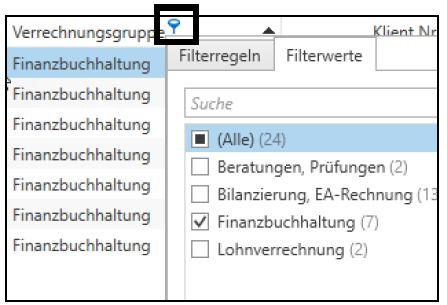 Verrechnungsgruppe
Klient Nr
Finanzbuchhaltung
Finanzbuchhaltung
Finanzbuchhaltung
Finanzbuchhaltung
Finanzbuchhaltung
Finanzbuchhaltung
Finanzbuchhaltung
Filterregeln
Filterwerte
Suche
(Alle) (24)
Beratungen, Prüfungen (2)
Bilanzierung, EA-Rechnung (13
Finanzbuchhaltung (7)
Lohnverrechnung (2)